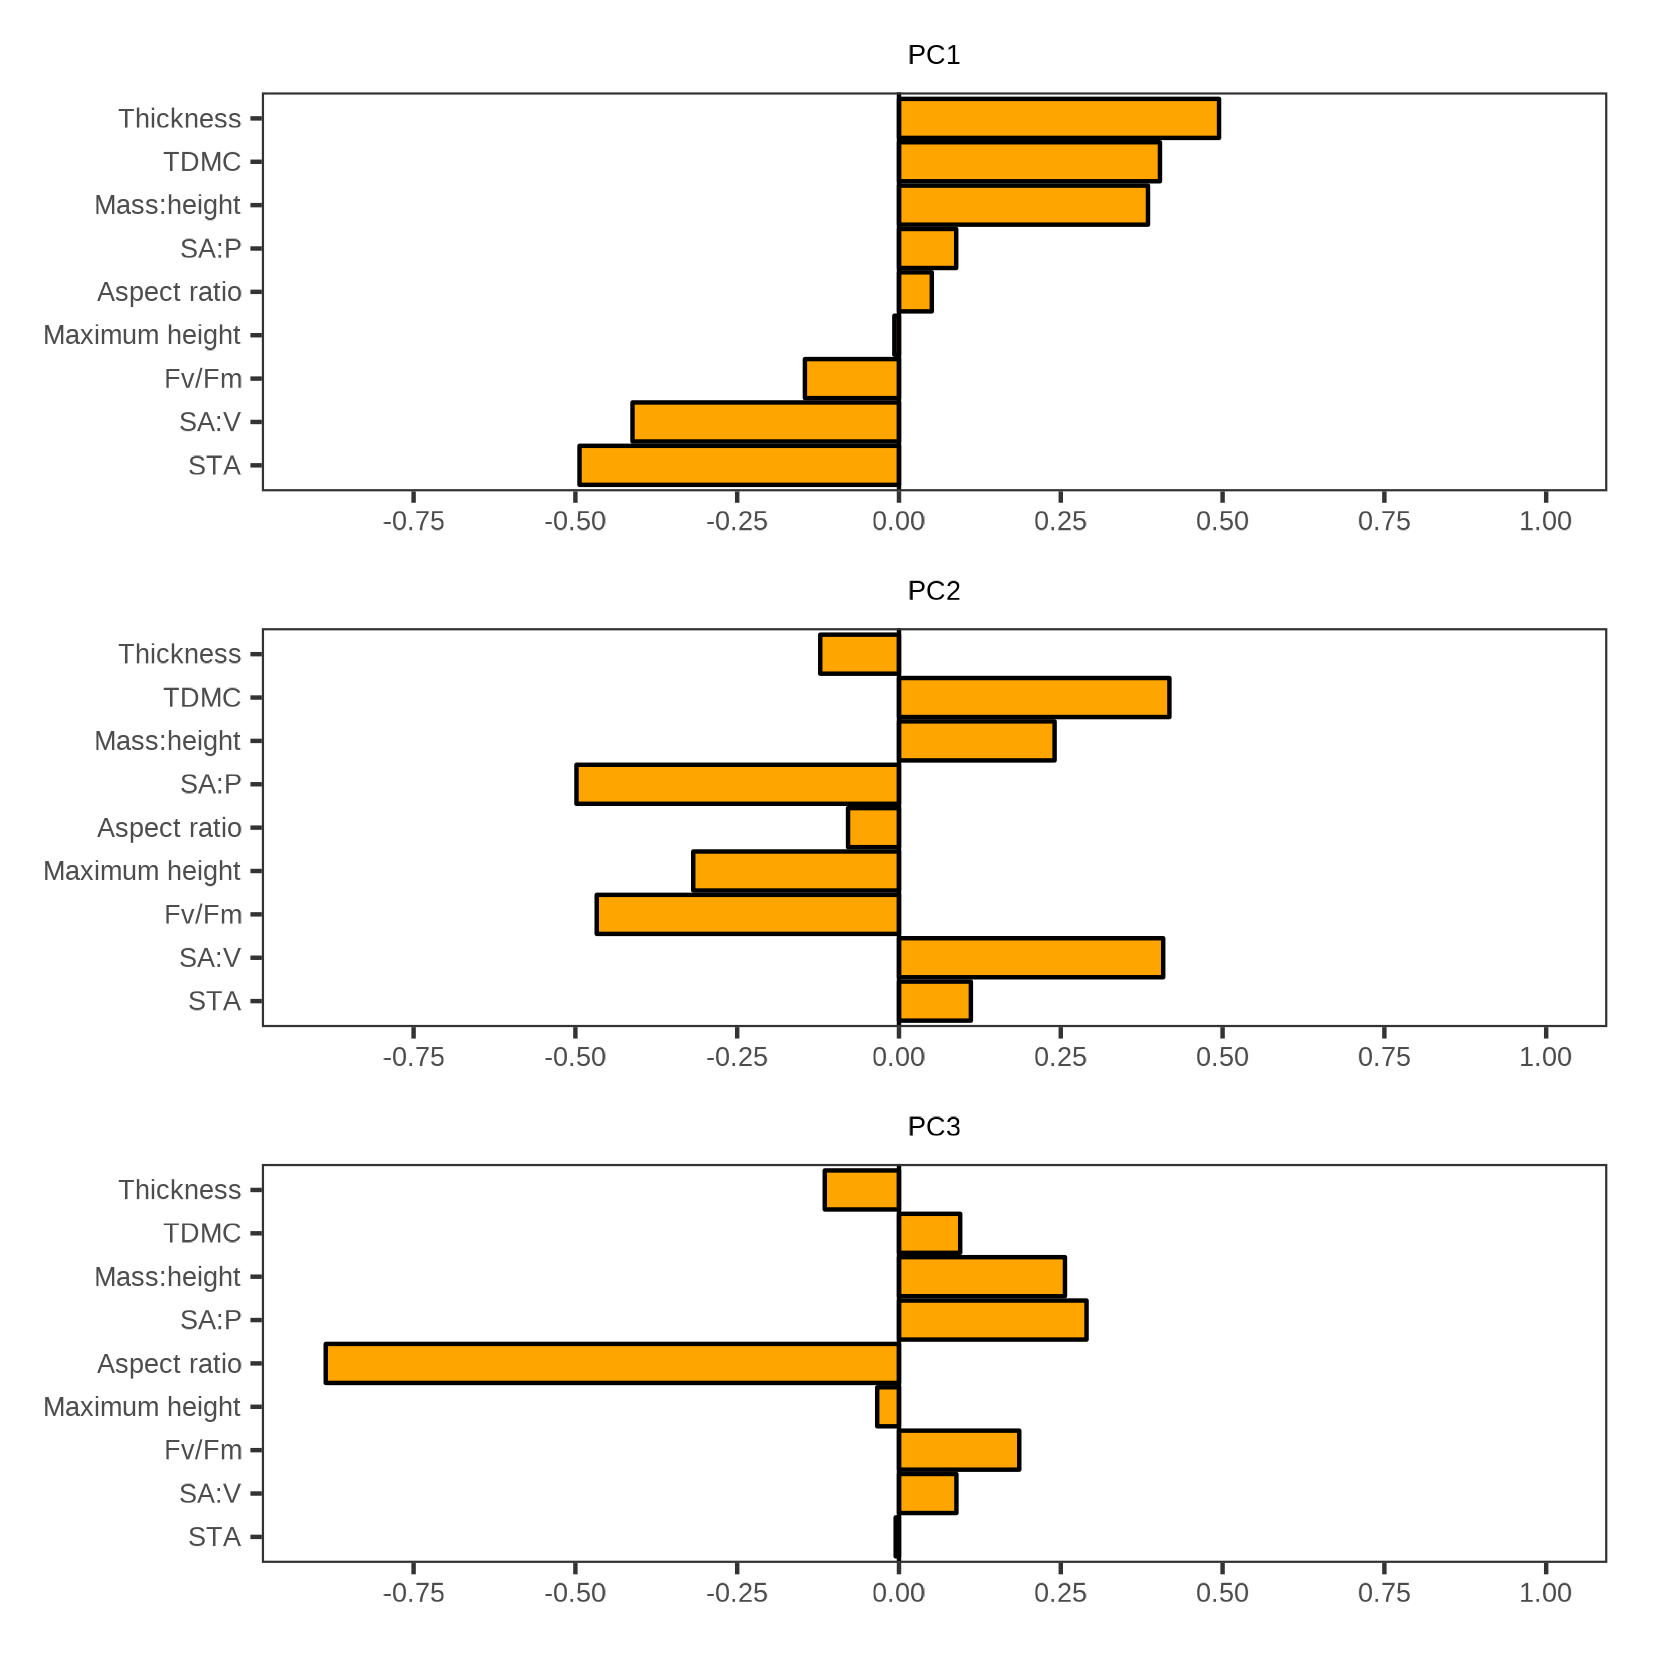 PC1
Thickness
TDMC
Mass:height
SA:P
Aspect ratio
Maximum height
Fv/Fm
SA:V
STA
-0.75 -0.50 -0.25 0.00 0.25 0.50 0.75 1.00
PC2
Thickness
TDMC
Mass:height
SA:P
Aspect ratio
Maximum height
Fv/Fm
SA:V
STA
-0.75 -0.50 -0.25 0.00 0.25 0.50 0.75 1.00
PC3
Thickness
TDMC
Mass:height
SA:P
Aspect ratio
Maximum height
Fv/Fm
SA:V
STA
-0.75 -0.50 -0.25 0.00 0.25 0.50 0.75 1.00